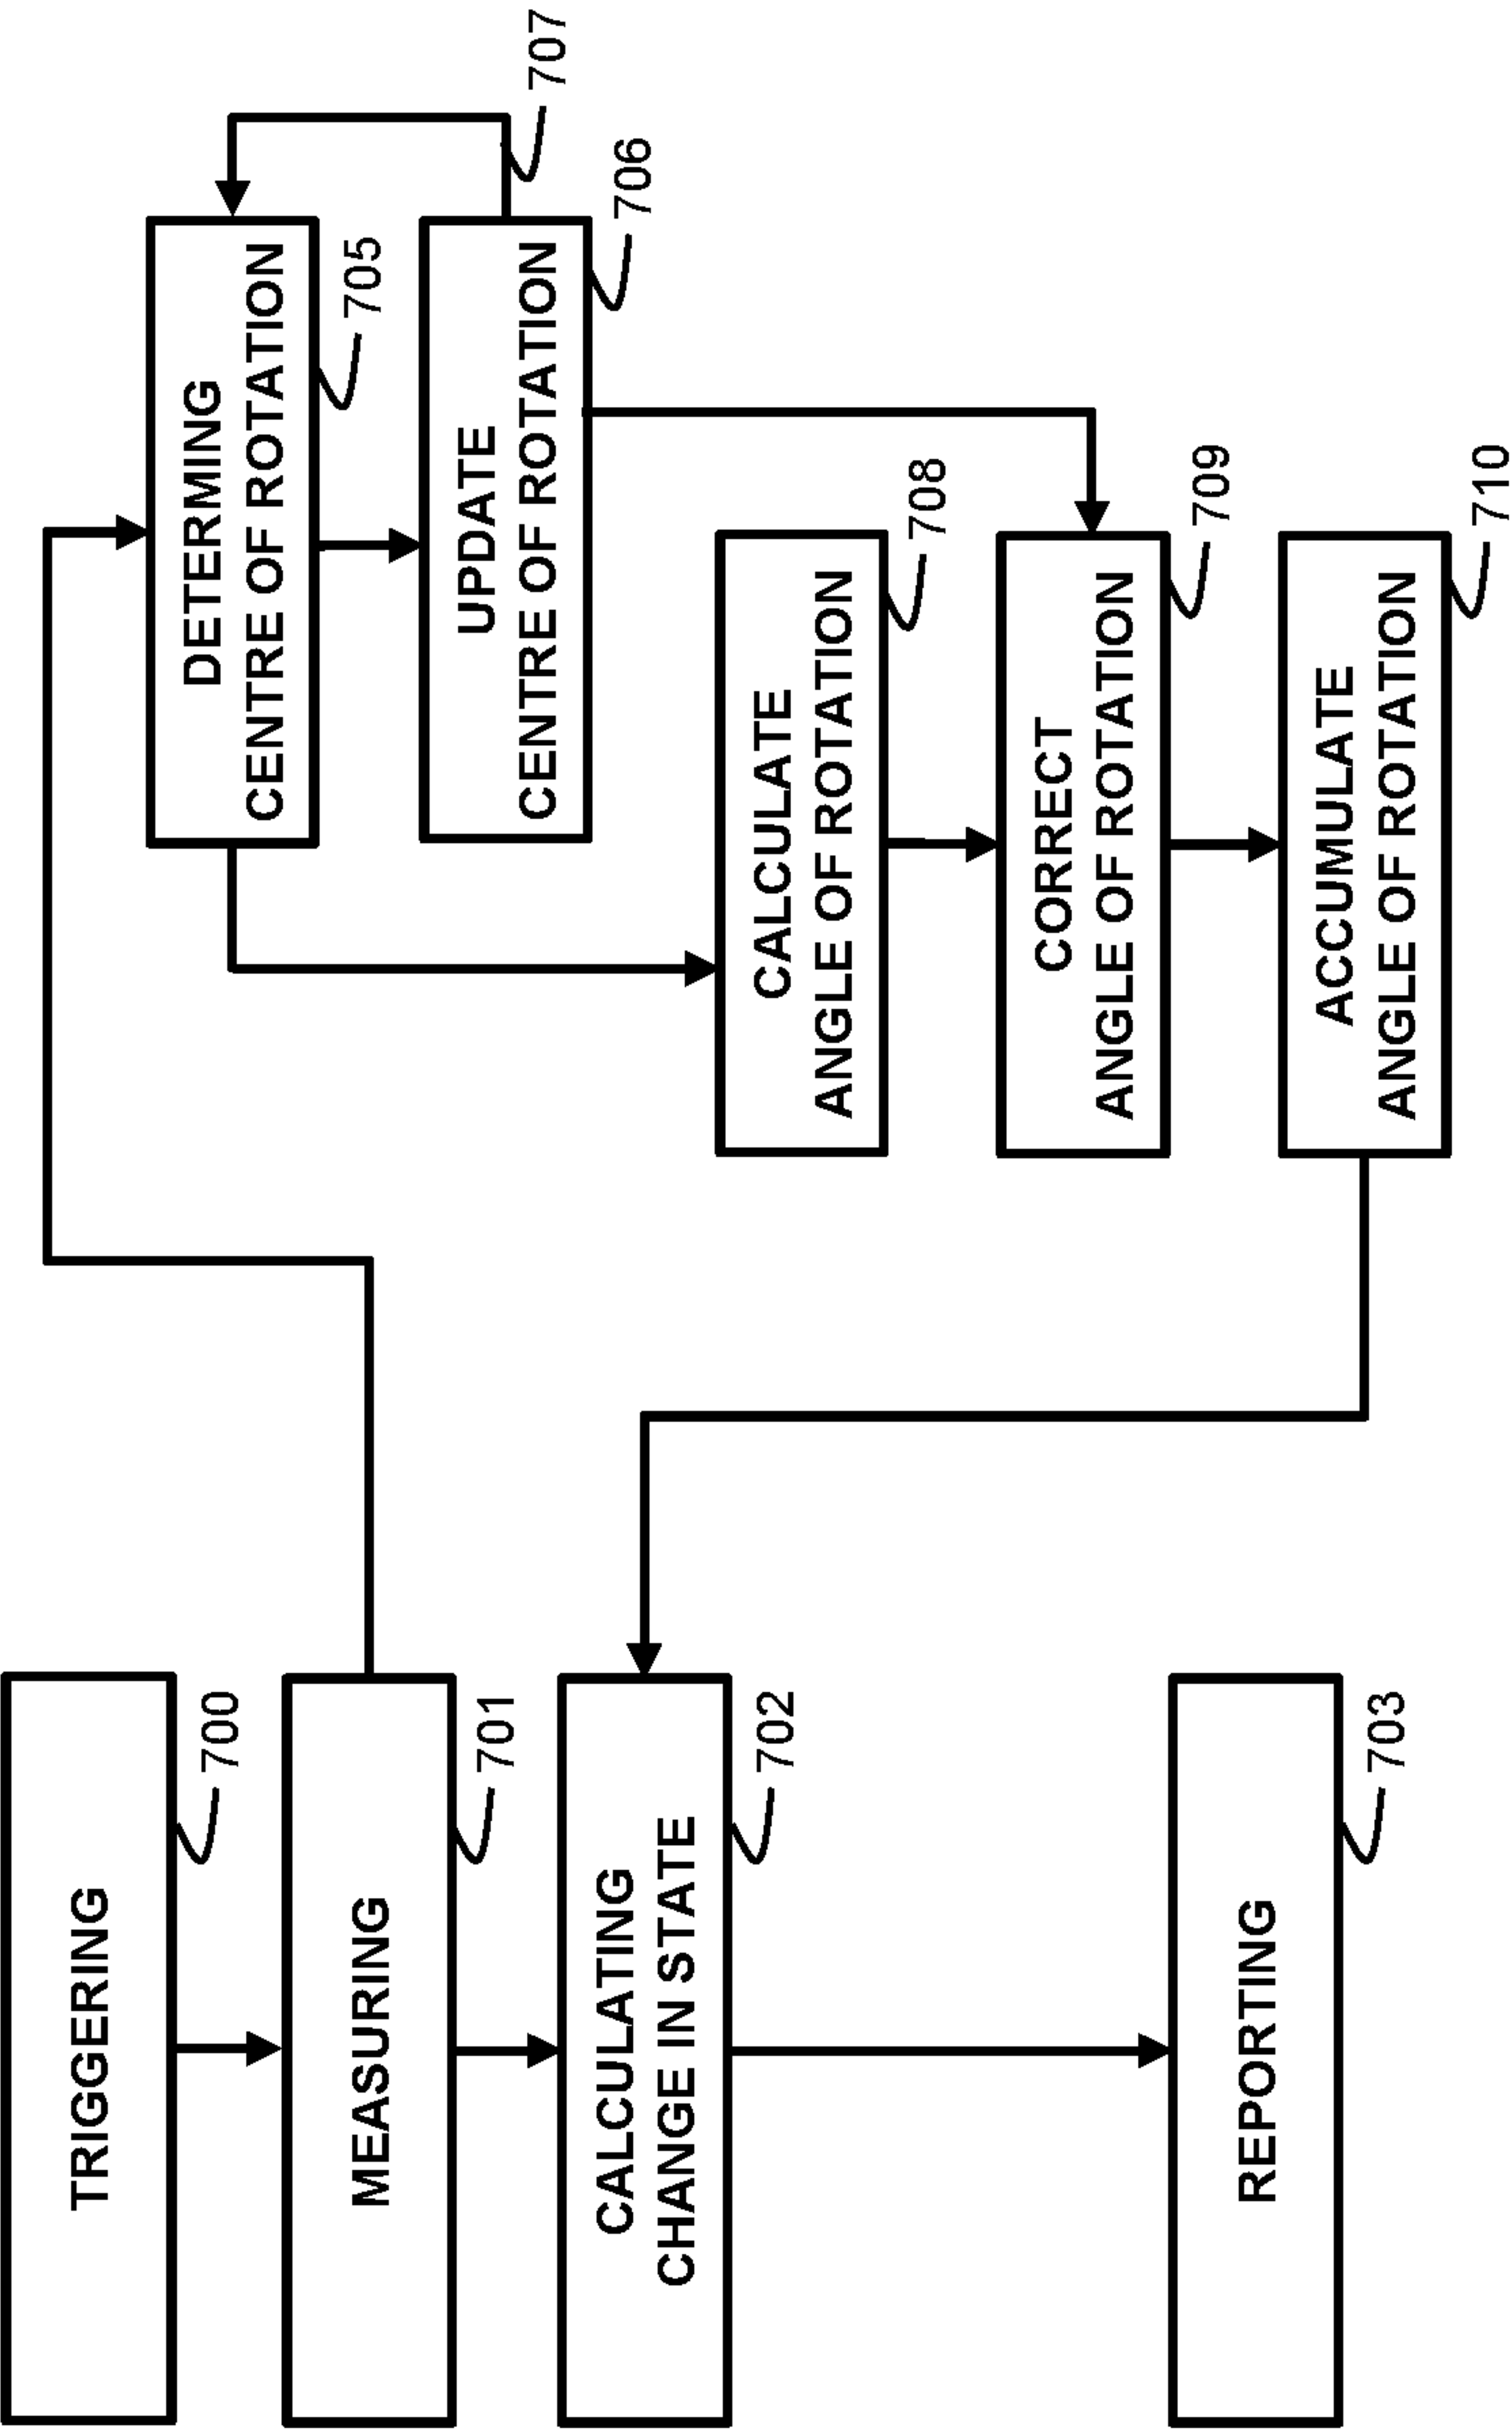 TRIGGERING
700
MEASURING
701
CALCULATING
CHANGE IN STATE
702
REPORTING
703
DETERMING
CENTRE OF ROTATION
705
UPDATE
CENTRE OF ROTATION
706
707
CALCULATE
ANGLE OF ROTATION
708
CORRECT
ANGLE OF ROTATION
709
ACCUMULATE
ANGLE OF ROTATION
710